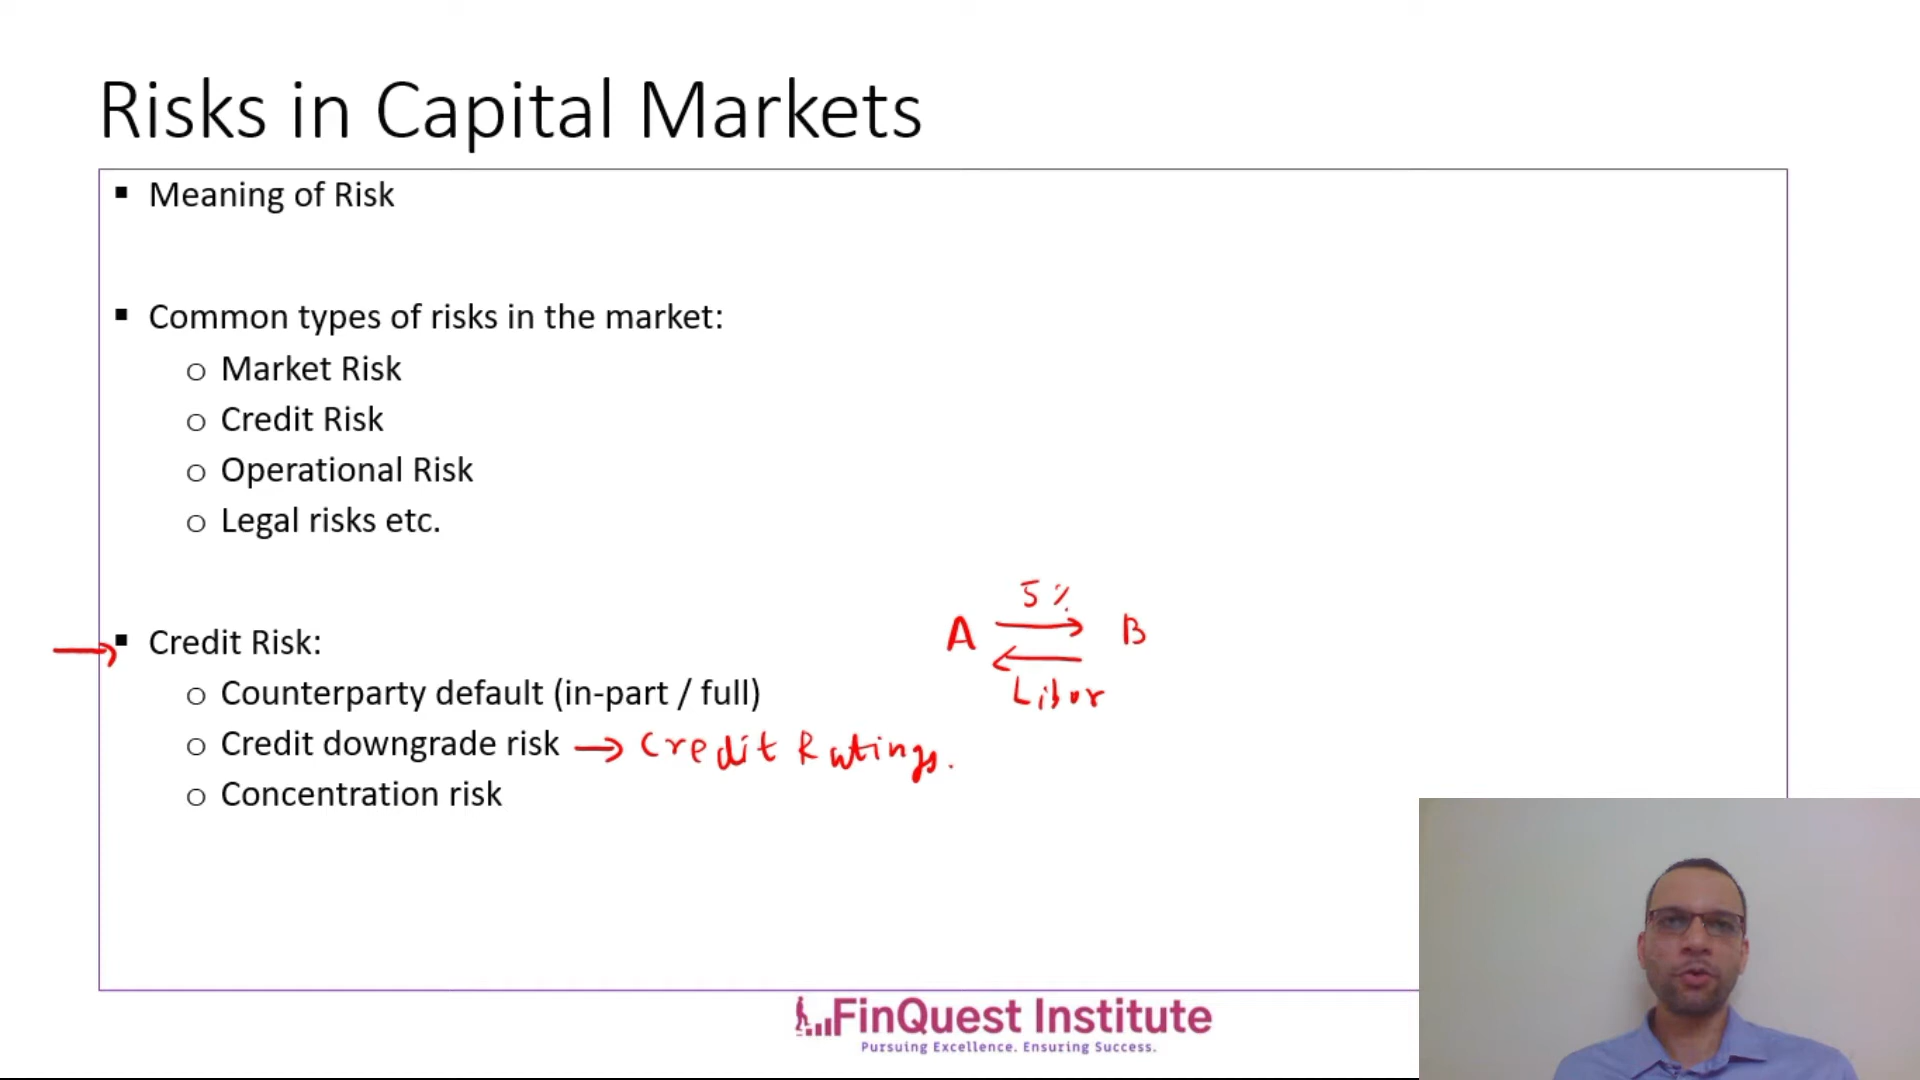 Risks in Capital Markets
▪ Meaning of Risk
▪ Common types of risks in the market:
o Market Risk
o Credit Risk
o Operational Risk
o Legal risks etc.
5%
A → B
▪ Credit Risk:
Libor
o Counterparty default (in-part / full)
o Credit downgrade risk → Credit Ratings.
o Concentration risk
FinQuest Institute
Pursuing Excellence. Ensuring Success.